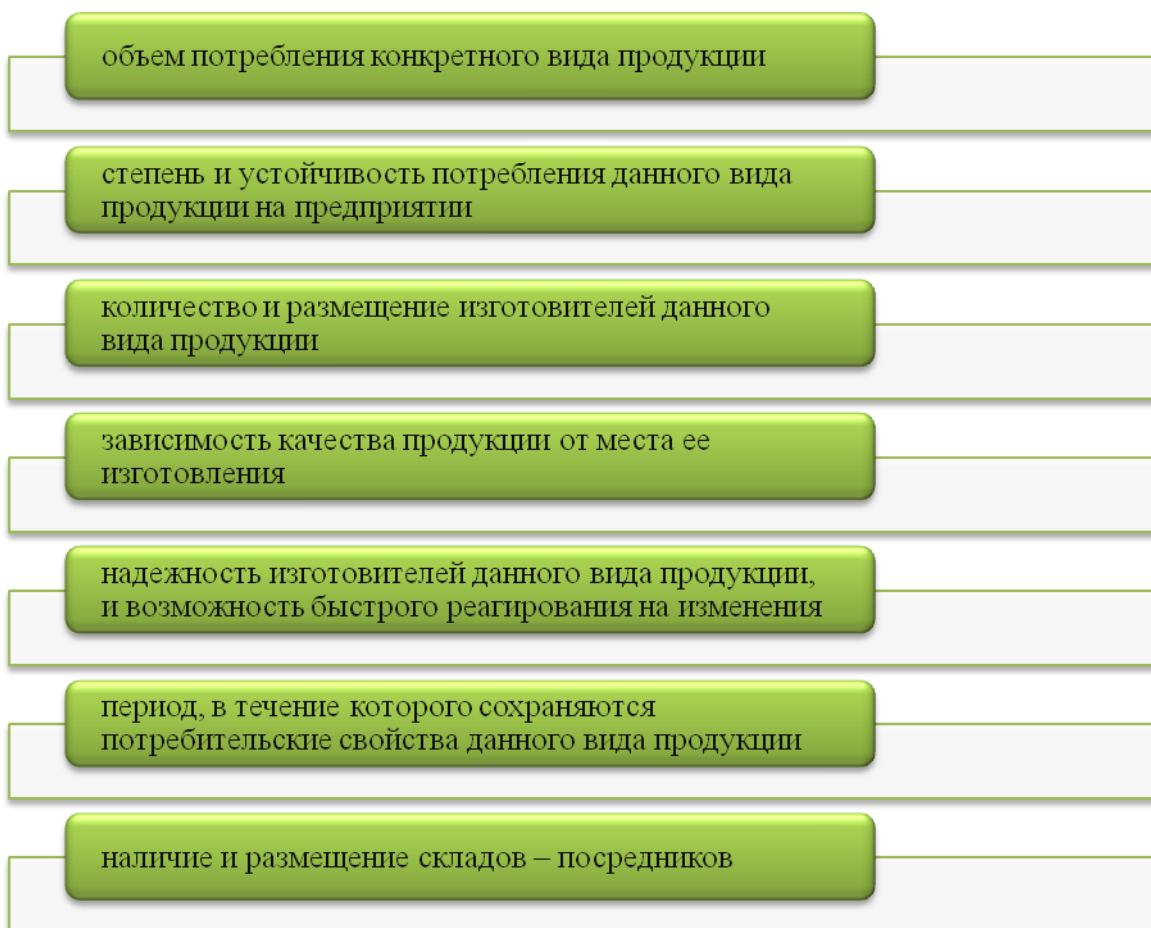 объем потребления конкретного вида продукции
степень и устойчивость потребления данного вида
продукции на предприятии
количество и размещение изготовителей данного
вида продукции
зависимость качества продукции от места ее
изготовления
надежность изготовителей данного вида продукции,
и возможность быстрого реагирования на изменения
период, в течение которого сохраняются
потребительские свойства данного вида продукции
наличие и размещение складов – посредников